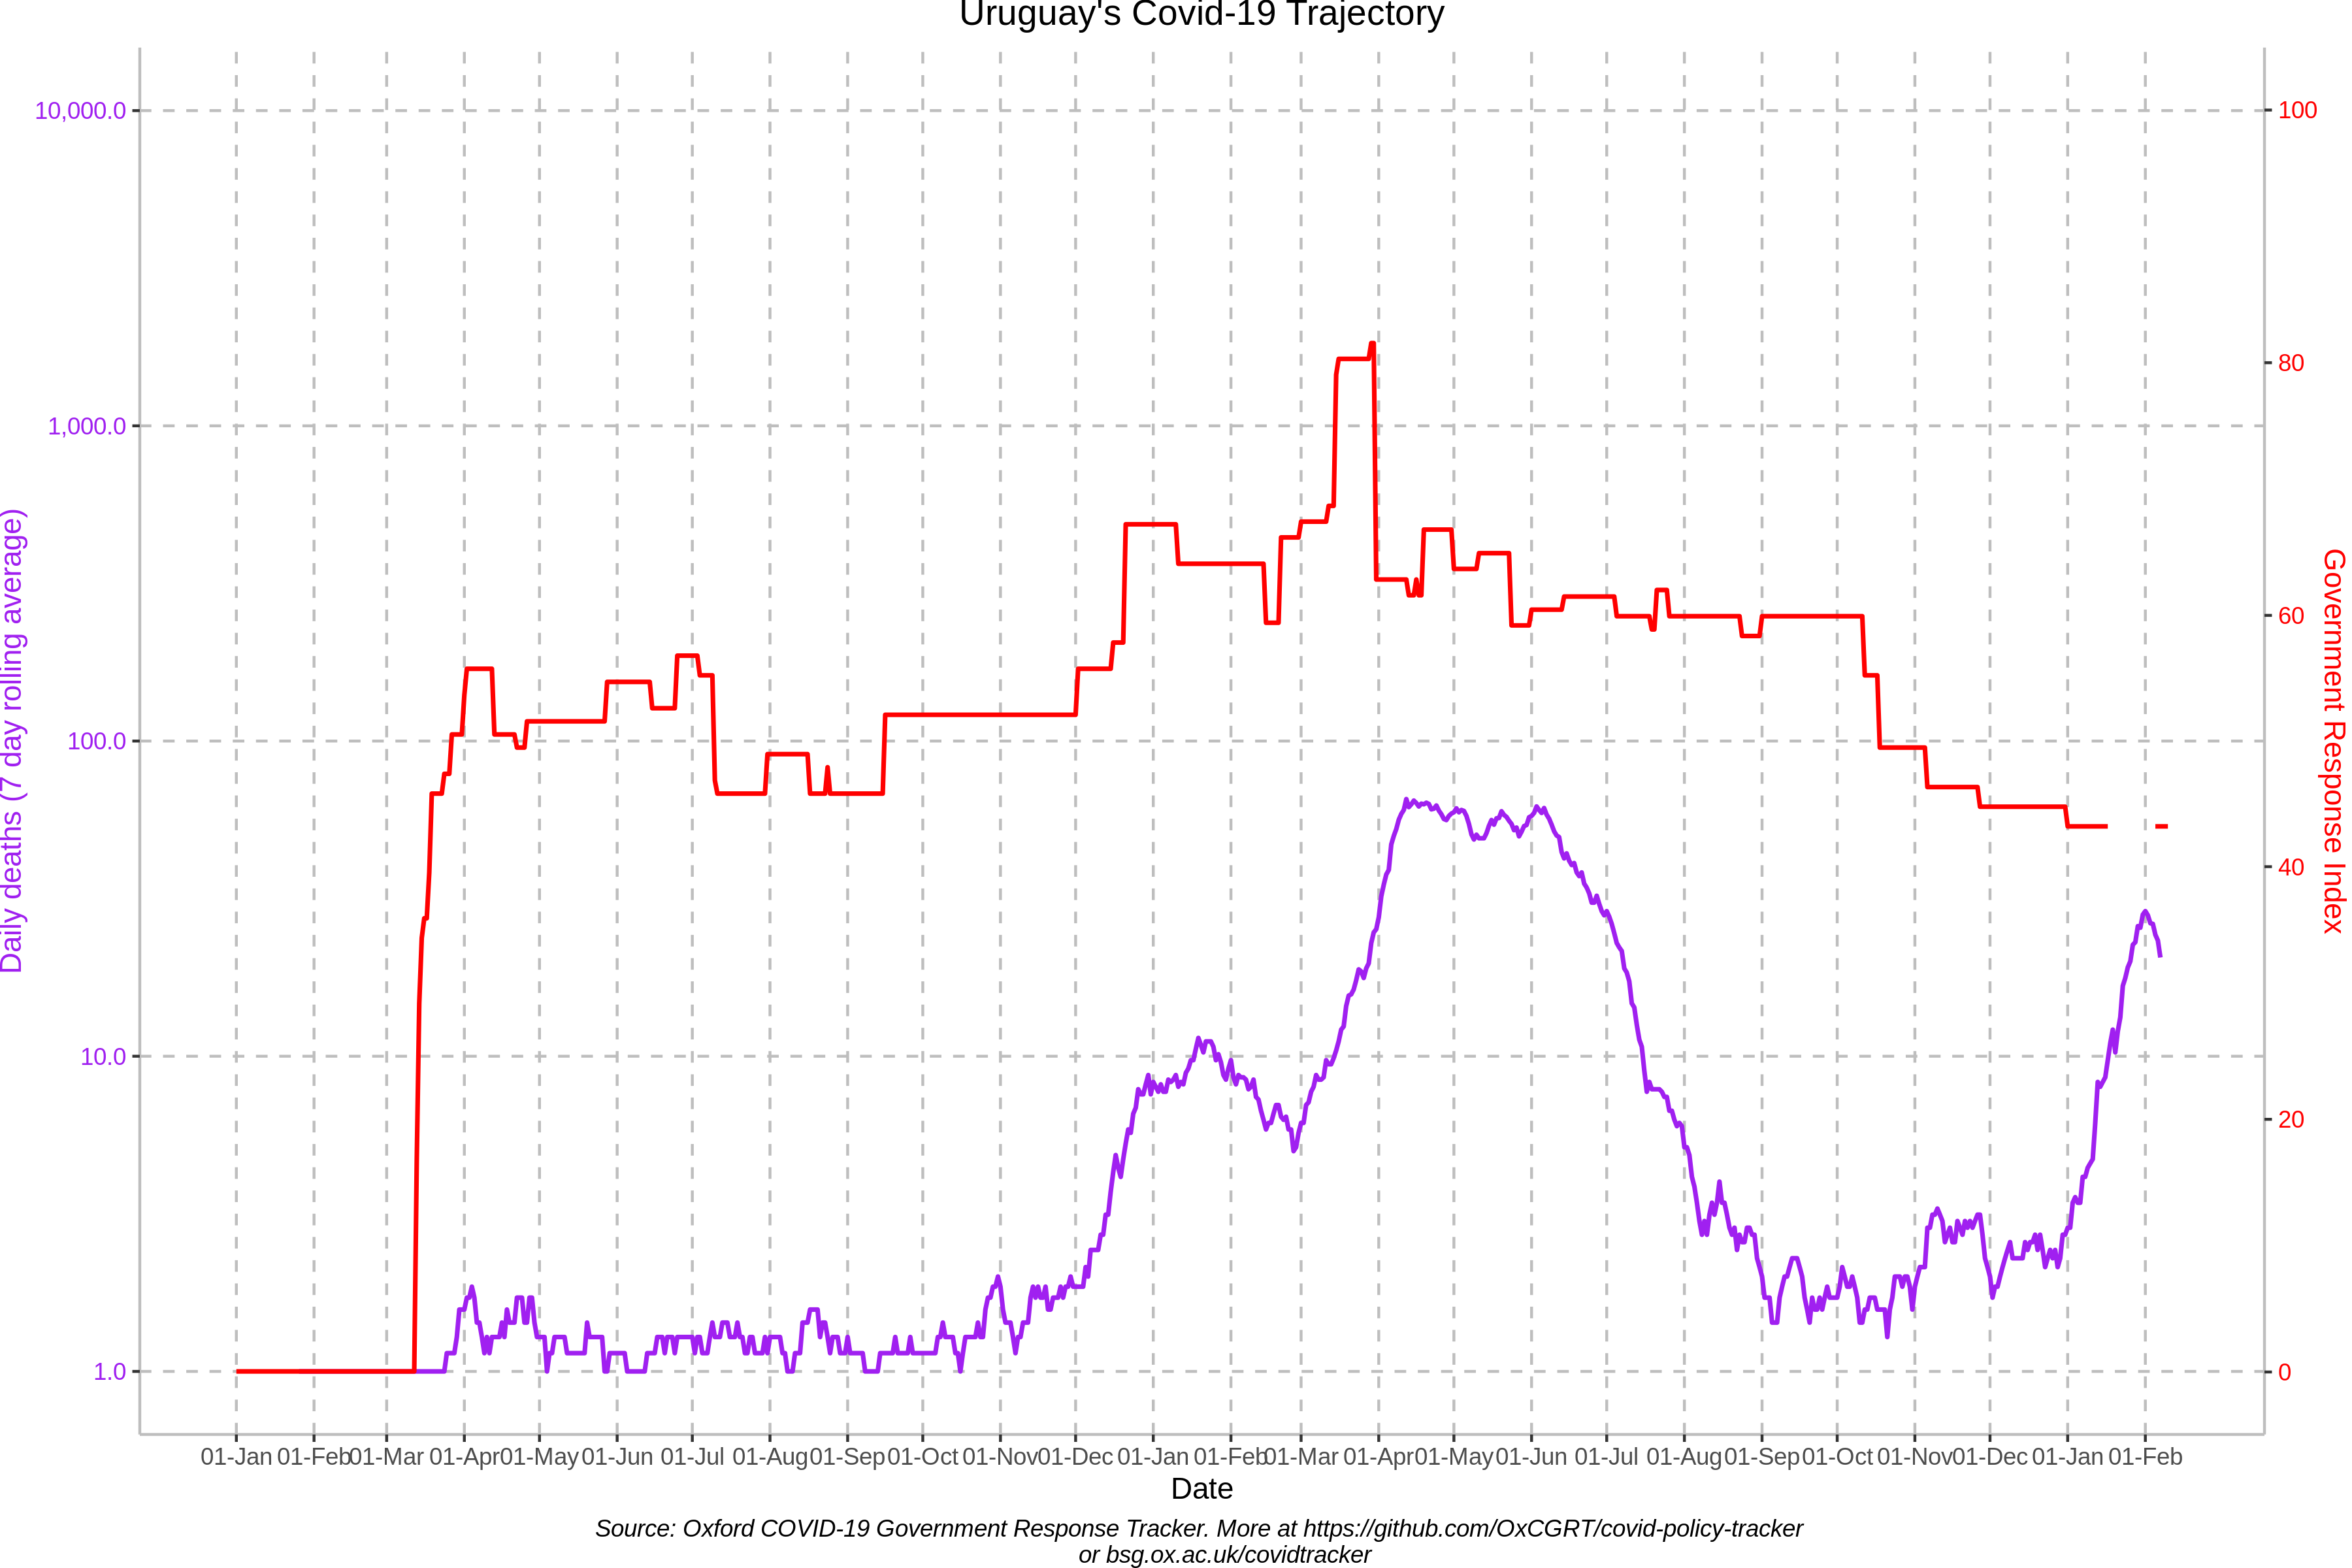 Uruguay's Covid-19 Trajectory
10,000.0
1,000.0
100.0
10.0
1.0
Daily deaths (7 day rolling average)
100
80
60
40
20
0
Government Response Index
01-Jan 01-Feb 01-Mar 01-Apr 01-May 01-Jun 01-Jul 01-Aug 01-Sep 01-Oct 01-Nov 01-Dec 01-Jan 01-Feb 01-Mar 01-Apr 01-May 01-Jun 01-Jul 01-Aug 01-Sep 01-Oct 01-Nov 01-Dec 01-Jan 01-Feb
Date
Source: Oxford COVID-19 Government Response Tracker. More at https://github.com/OxCGRT/covid-policy-tracker
or bsg.ox.ac.uk/covidtracker